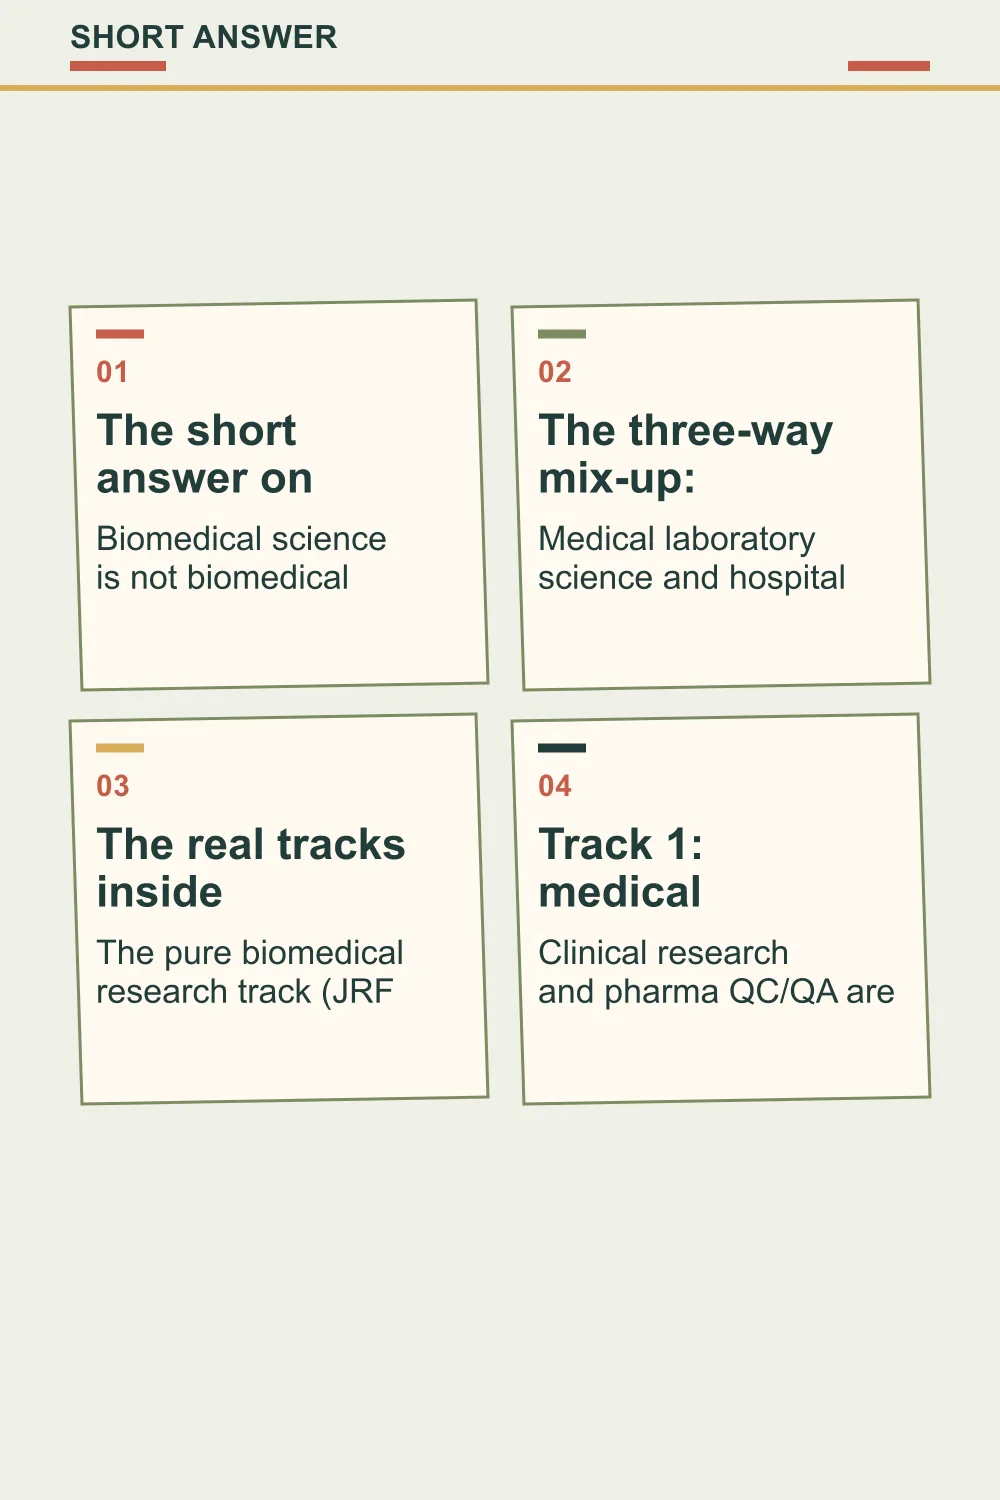 SHORT ANSWER
01
The short
answer on
Biomedical science
is not biomedical
02
The three-way
mix-up:
Medical laboratory
science and hospital
03
The real tracks
inside
The pure biomedical
research track (JRF
04
Track 1:
medical
Clinical research
and pharma QC/QA are